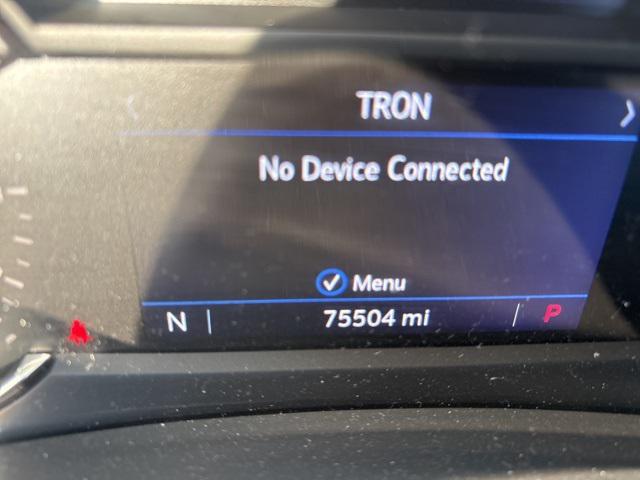 TRON
No Device Connected
Menu
N 75504 mi P